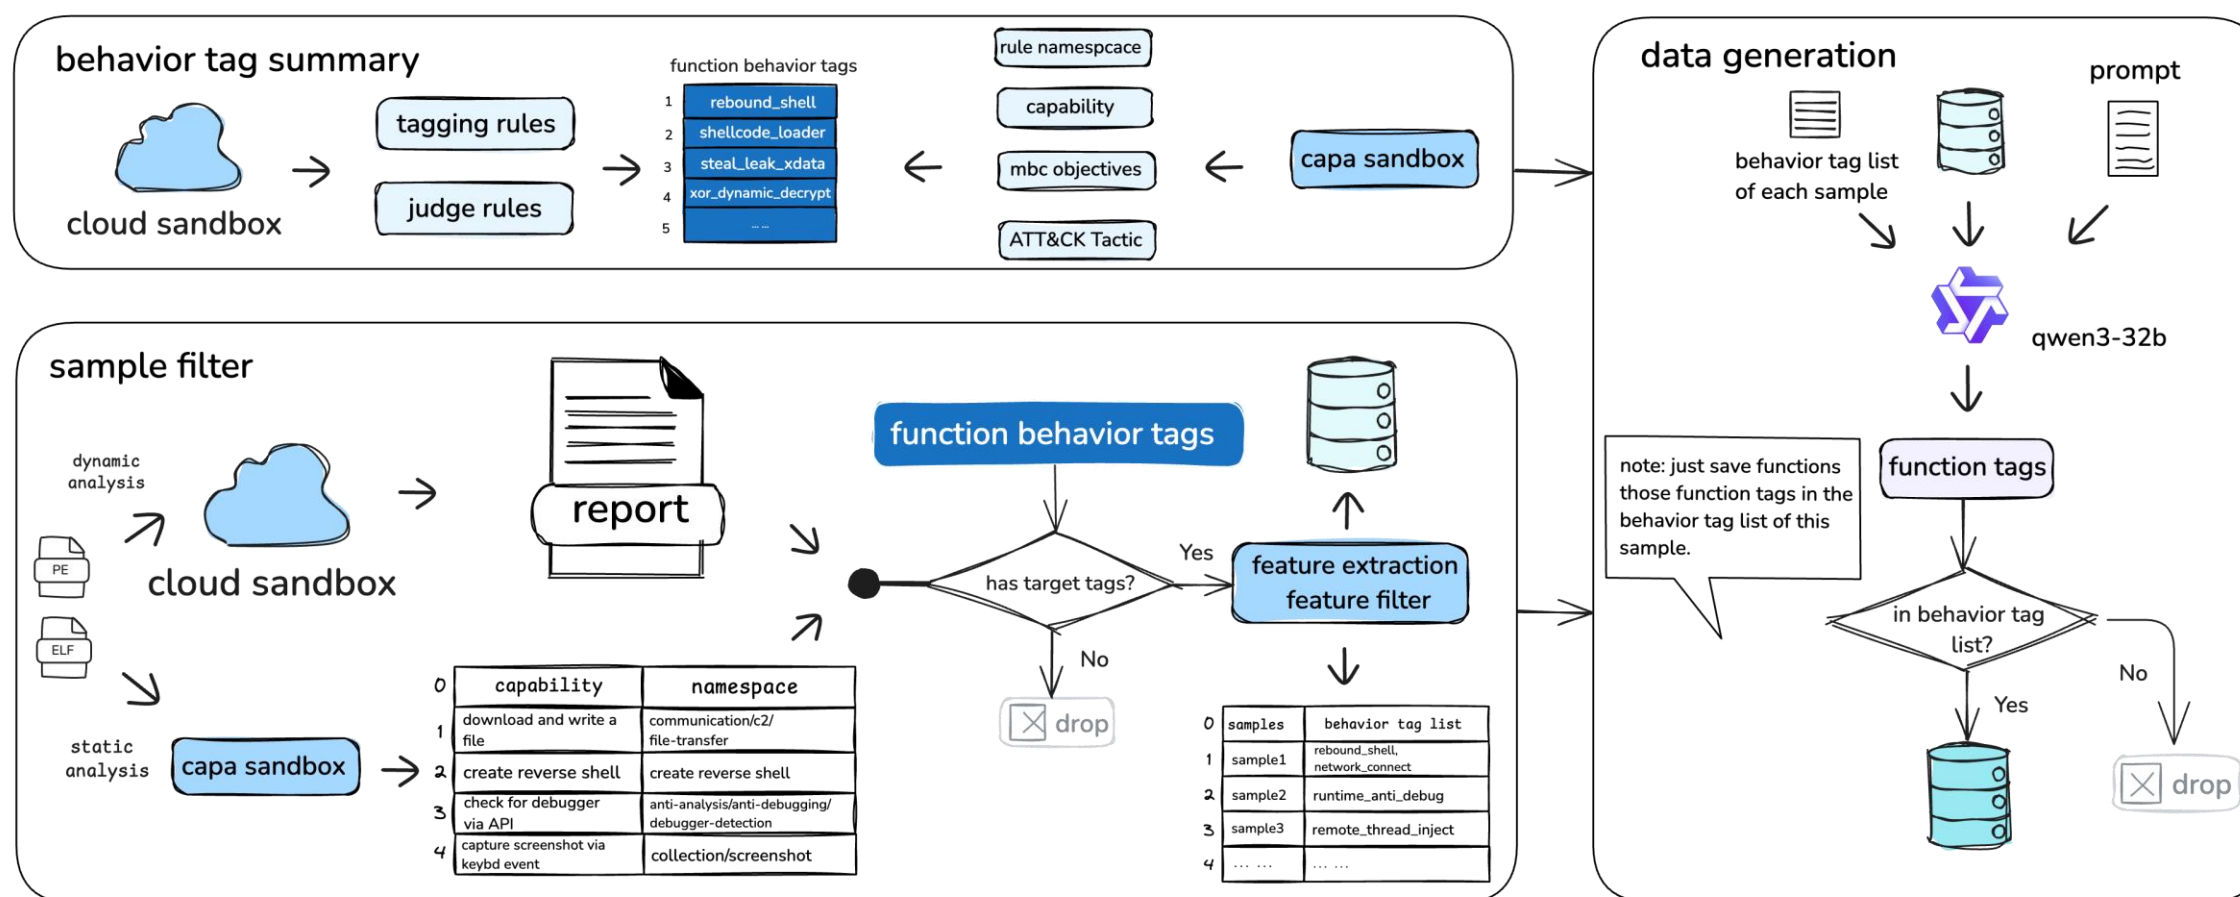 behavior tag summary
cloud sandbox
tagging rules
judge rules
function behavior tags
1 rebound_shell
2 shellcode_loader
3 steal_leak_xdata
4 xor_dynamic_decrypt
5 ... ...
rule namespcace
capability
mbc objectives
ATT&CK Tactic
capa sandbox
sample filter
dynamic
analysis
PE
ELF
cloud sandbox
static
analysis
capa sandbox
report
0 capability namespace
1 download and write a
file
communication/c2/
file-transfer
2 create reverse shell create reverse shell
3 check for debugger
via API
anti-analysis/anti-debugging/
debugger-detection
4 capture screenshot via
keybd event
collection/screenshot
function behavior tags
has target tags?
Yes
No
drop
feature extraction
feature filter
0 samples behavior tag list
1 sample1
rebound_shell,
network_connect
2 sample2 runtime_anti_debug
3 sample3 remote_thread_inject
4 ... ... ... ...
data generation
prompt
behavior tag list
of each sample
qwen3-32b
function tags
note: just save functions
those function tags in the
behavior tag list of this
sample.
in behavior tag
list?
Yes
No
drop